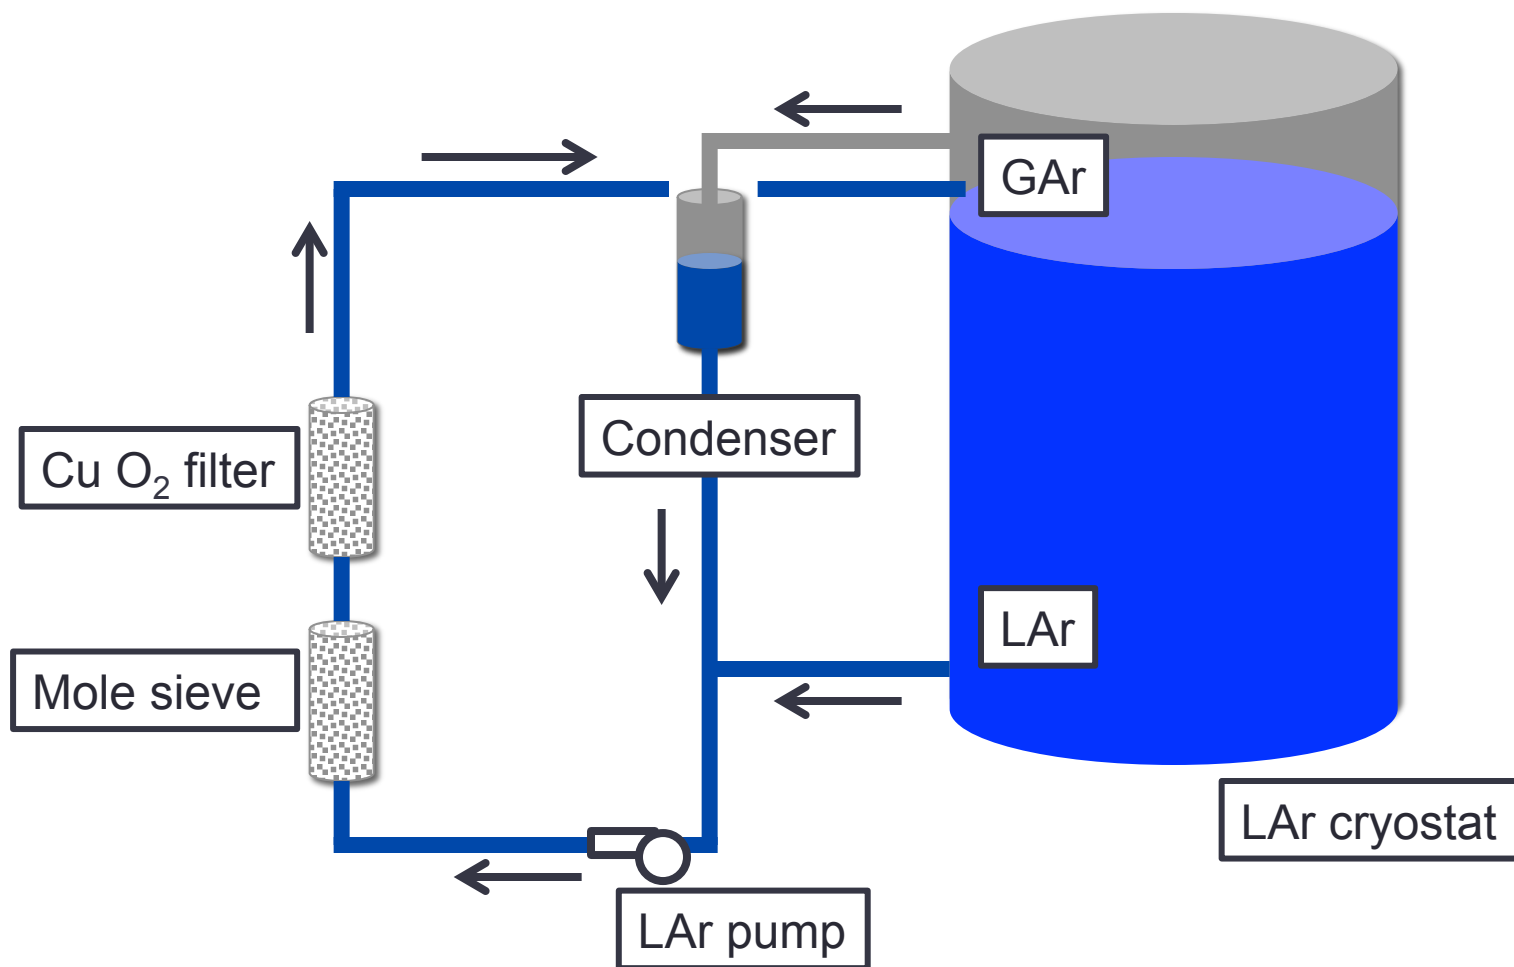 GAr
Cu O₂ filter
Condenser
LAr
Mole sieve
LAr cryostat
LAr pump